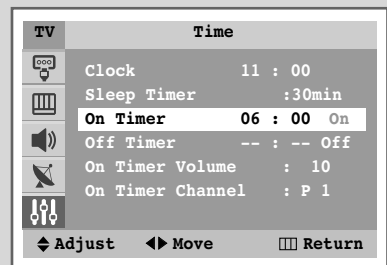 TV Time
Clock 11 : 00
Sleep Timer :30min
On Timer 06 : 00 On
Off Timer -- : -- Off
On Timer Volume : 10
On Timer Channel : P 1
Adjust Move Return